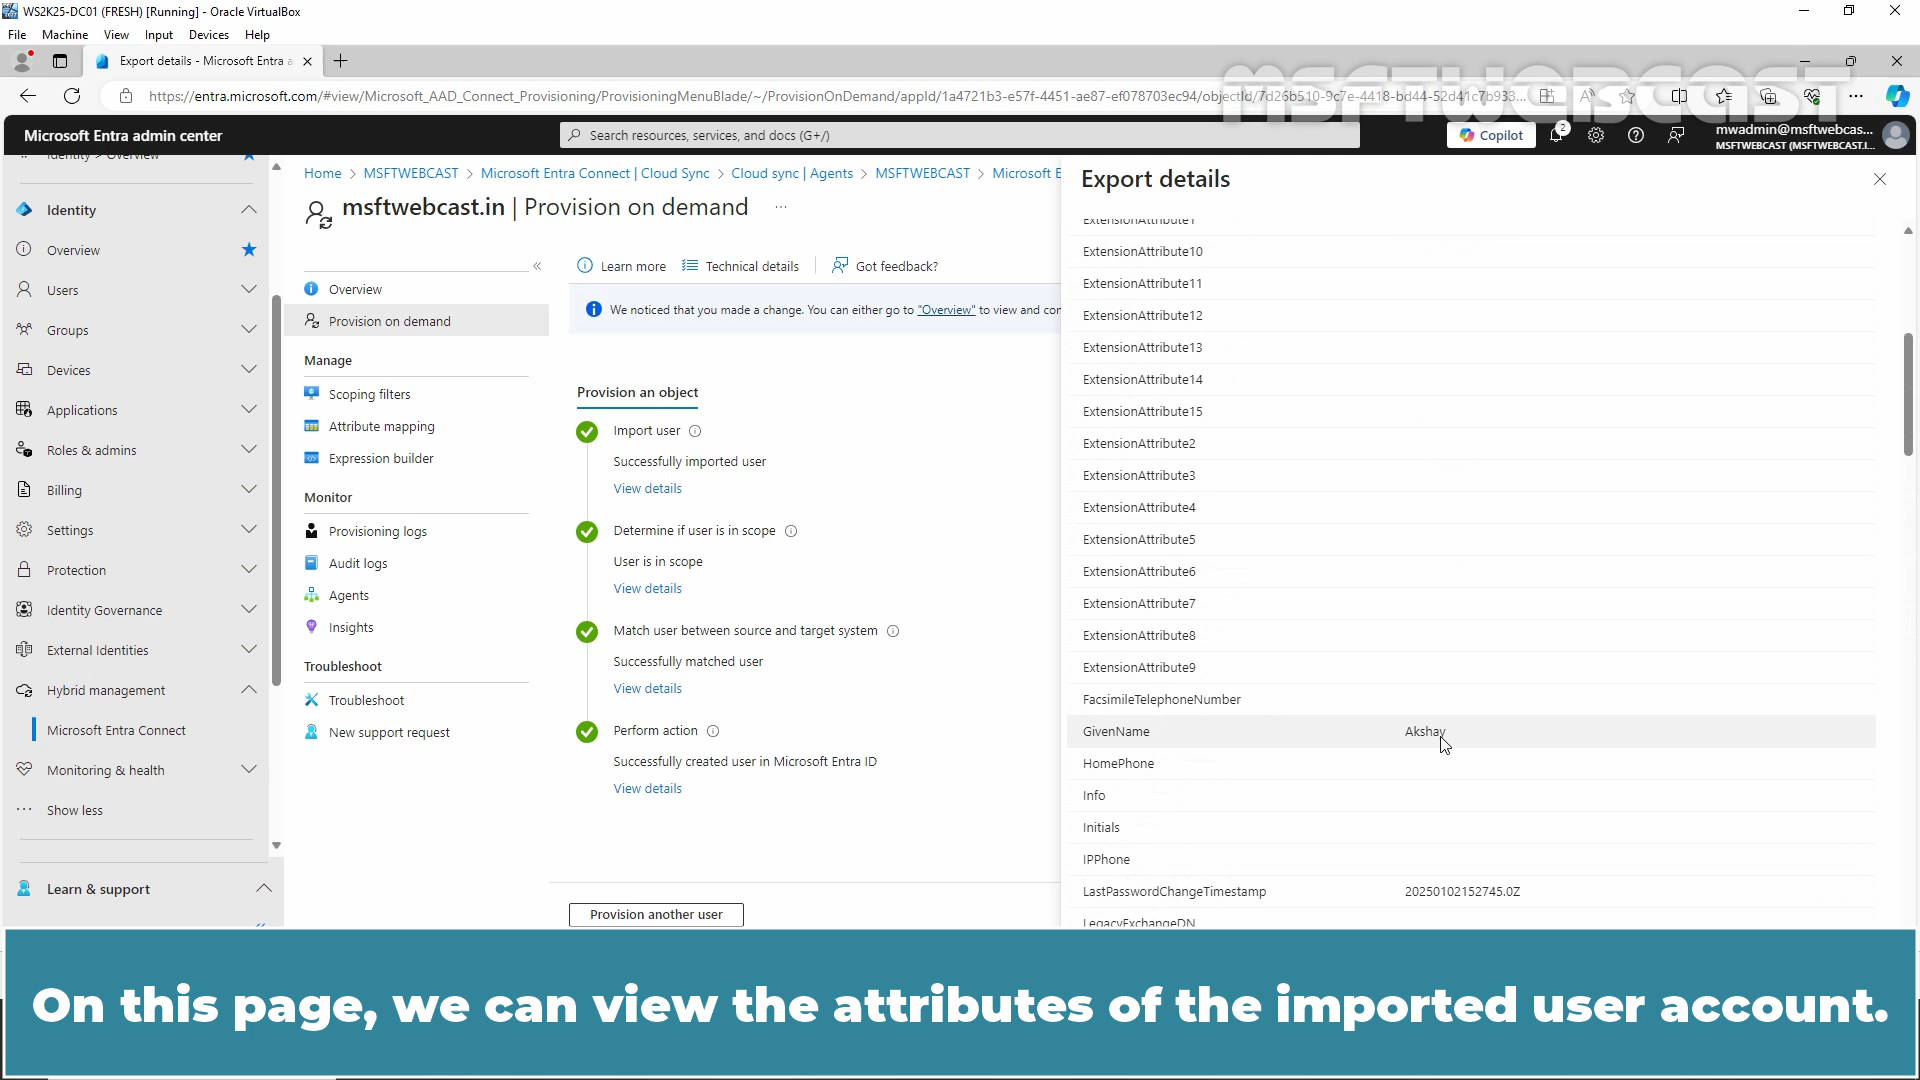 WS2K25-DC01 (FRESH) [Running] - Oracle VirtualBox
File Machine View Input Devices Help
Export details - Microsoft Entra a
MSFTWEBCAST
https://entra.microsoft.com/#view/Microsoft_AAD_Connect_Provisioning/ProvisioningMenuBlade/~/ProvisionOnDemand/appId/1a4721b3-e57f-4451-ae87-ef078703ec94/objectId/7d26b510-9c7e-4418-bd44-52d41c7b933...
Microsoft Entra admin center
Search resources, services, and docs (G+/)
Copilot
2
mwadmin@msftwebcas...
MSFTWEBCAST (MSFTWEBCAST.I...
Identity > Overview
Identity
Overview
Users
Groups
Devices
Applications
Roles & admins
Billing
Settings
Protection
Identity Governance
External Identities
Hybrid management
Microsoft Entra Connect
Monitoring & health
Show less
Learn & support
Home > MSFTWEBCAST > Microsoft Entra Connect | Cloud Sync > Cloud sync | Agents > MSFTWEBCAST > Microsoft E
msftwebcast.in | Provision on demand ...
Overview
Provision on demand
Manage
Scoping filters
Attribute mapping
Expression builder
Monitor
Provisioning logs
Audit logs
Agents
Insights
Troubleshoot
Troubleshoot
New support request
Learn more Technical details Got feedback?
We noticed that you made a change. You can either go to "Overview" to view and con
Provision an object
Import user
Successfully imported user
View details
Determine if user is in scope
User is in scope
View details
Match user between source and target system
Successfully matched user
View details
Perform action
Successfully created user in Microsoft Entra ID
View details
Provision another user
Export details
ExtensionAttribute1
ExtensionAttribute10
ExtensionAttribute11
ExtensionAttribute12
ExtensionAttribute13
ExtensionAttribute14
ExtensionAttribute15
ExtensionAttribute2
ExtensionAttribute3
ExtensionAttribute4
ExtensionAttribute5
ExtensionAttribute6
ExtensionAttribute7
ExtensionAttribute8
ExtensionAttribute9
FacsimileTelephoneNumber
GivenName Akshay
HomePhone
Info
Initials
IPPhone
LastPasswordChangeTimestamp 20250102152745.0Z
LegacyExchangeDN
On this page, we can view the attributes of the imported user account.